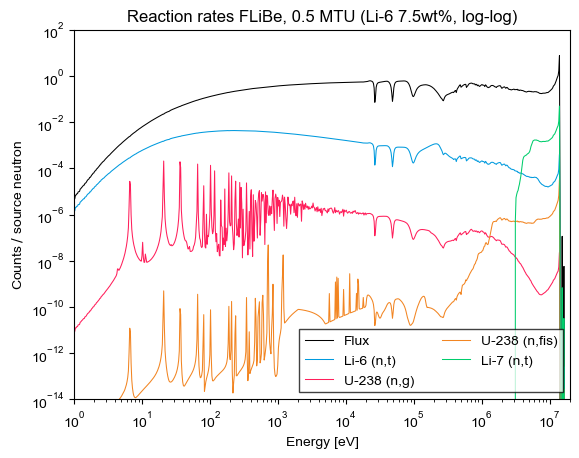 Reaction rates FLiBe, 0.5 MTU (Li-6 7.5wt%, log-log)
Counts / source neutron
10^2
10^0
10^-2
10^-4
10^-6
10^-8
10^-10
10^-12
10^-14
Flux
Li-6 (n,t)
U-238 (n,g)
U-238 (n,fis)
Li-7 (n,t)
10^0 10^1 10^2 10^3 10^4 10^5 10^6 10^7
Energy [eV]